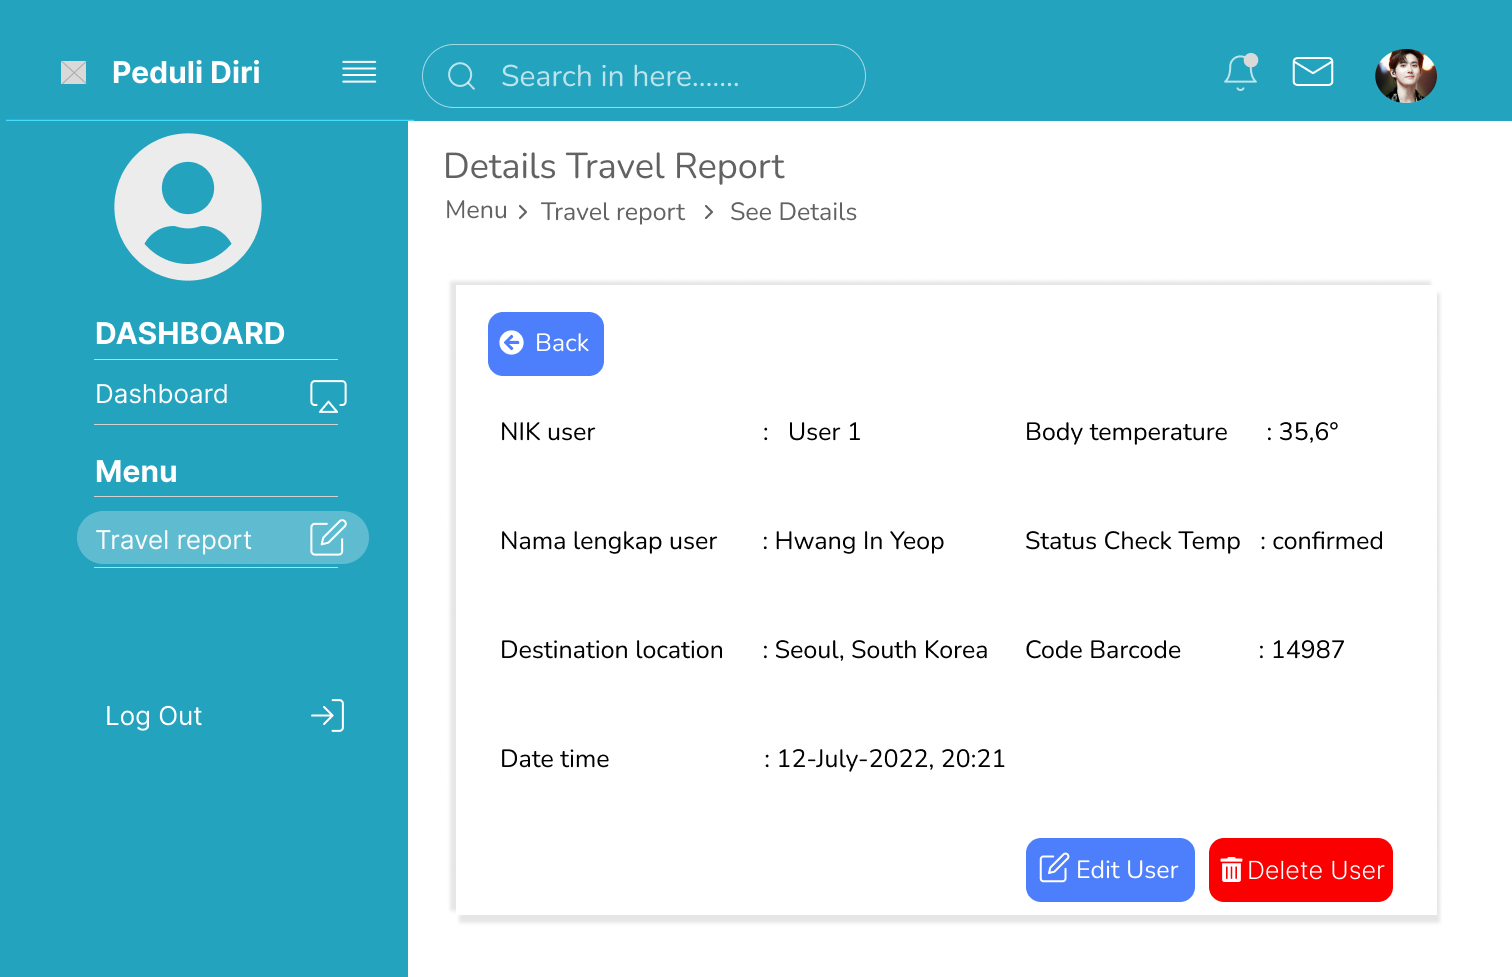 Peduli Diri
Search in here.......
DASHBOARD
Dashboard
Menu
Travel report
Log Out
Details Travel Report
Menu > Travel report > See Details
Back
NIK user : User 1 Body temperature : 35,6°
Nama lengkap user : Hwang In Yeop Status Check Temp : confirmed
Destination location : Seoul, South Korea Code Barcode : 14987
Date time : 12-July-2022, 20:21
Edit User Delete User